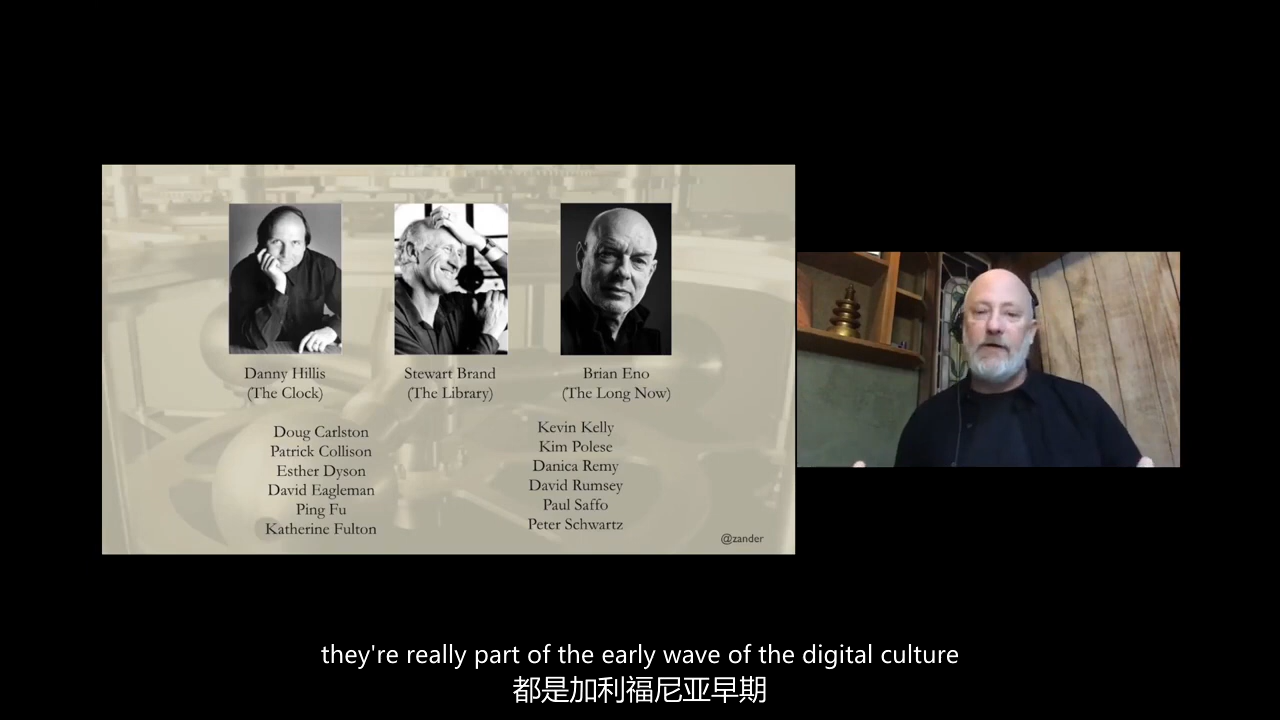 Danny Hillis
(The Clock)
Stewart Brand
(The Library)
Brian Eno
(The Long Now)
Doug Carlston
Patrick Collison
Esther Dyson
David Eagleman
Ping Fu
Katherine Fulton
Kevin Kelly
Kim Polese
Danica Remy
David Rumsey
Paul Saffo
Peter Schwartz
@zander
they're really part of the early wave of the digital culture
都是加利福尼亚早期